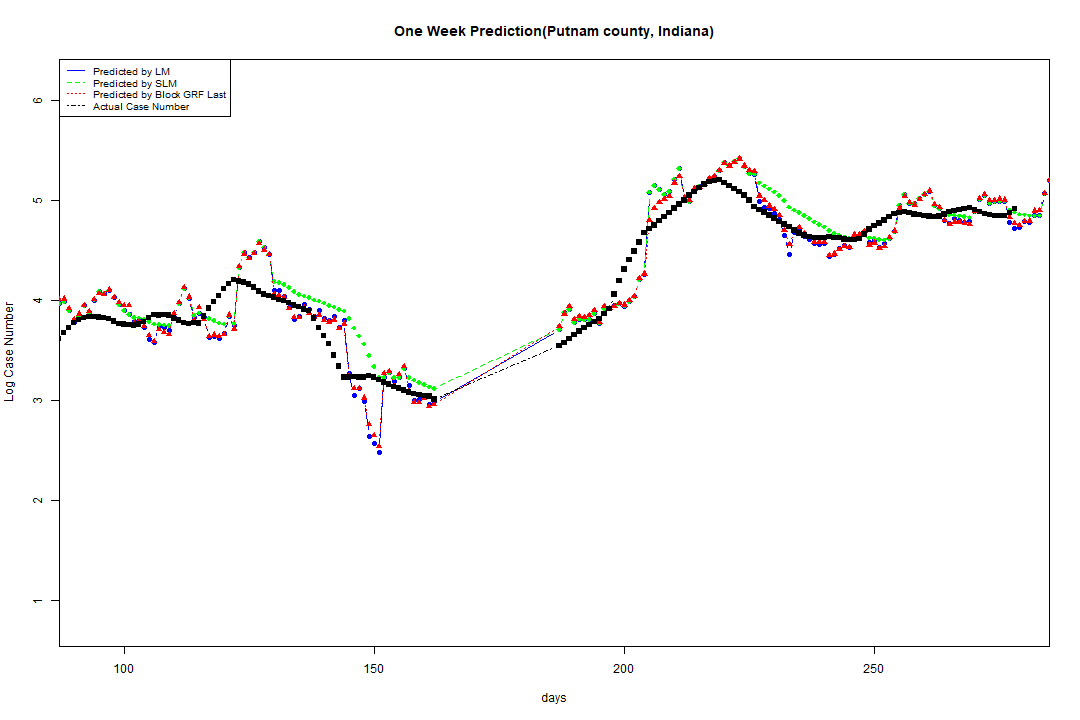 One Week Prediction(Putnam county, Indiana)
Predicted by LM
Predicted by SLM
Predicted by Block GRF Last
Actual Case Number
6
5
4
3
2
1
Log Case Number
100 150 200 250
days